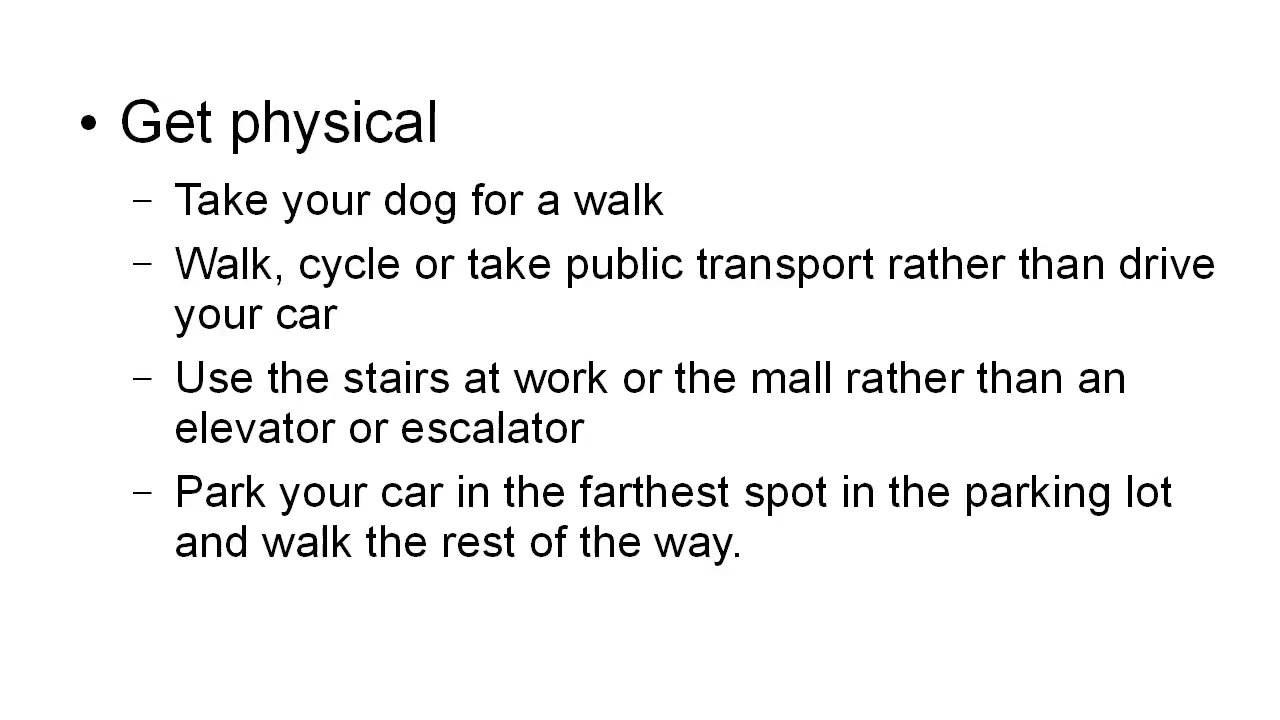 • Get physical
– Take your dog for a walk
– Walk, cycle or take public transport rather than drive
your car
– Use the stairs at work or the mall rather than an
elevator or escalator
– Park your car in the farthest spot in the parking lot
and walk the rest of the way.